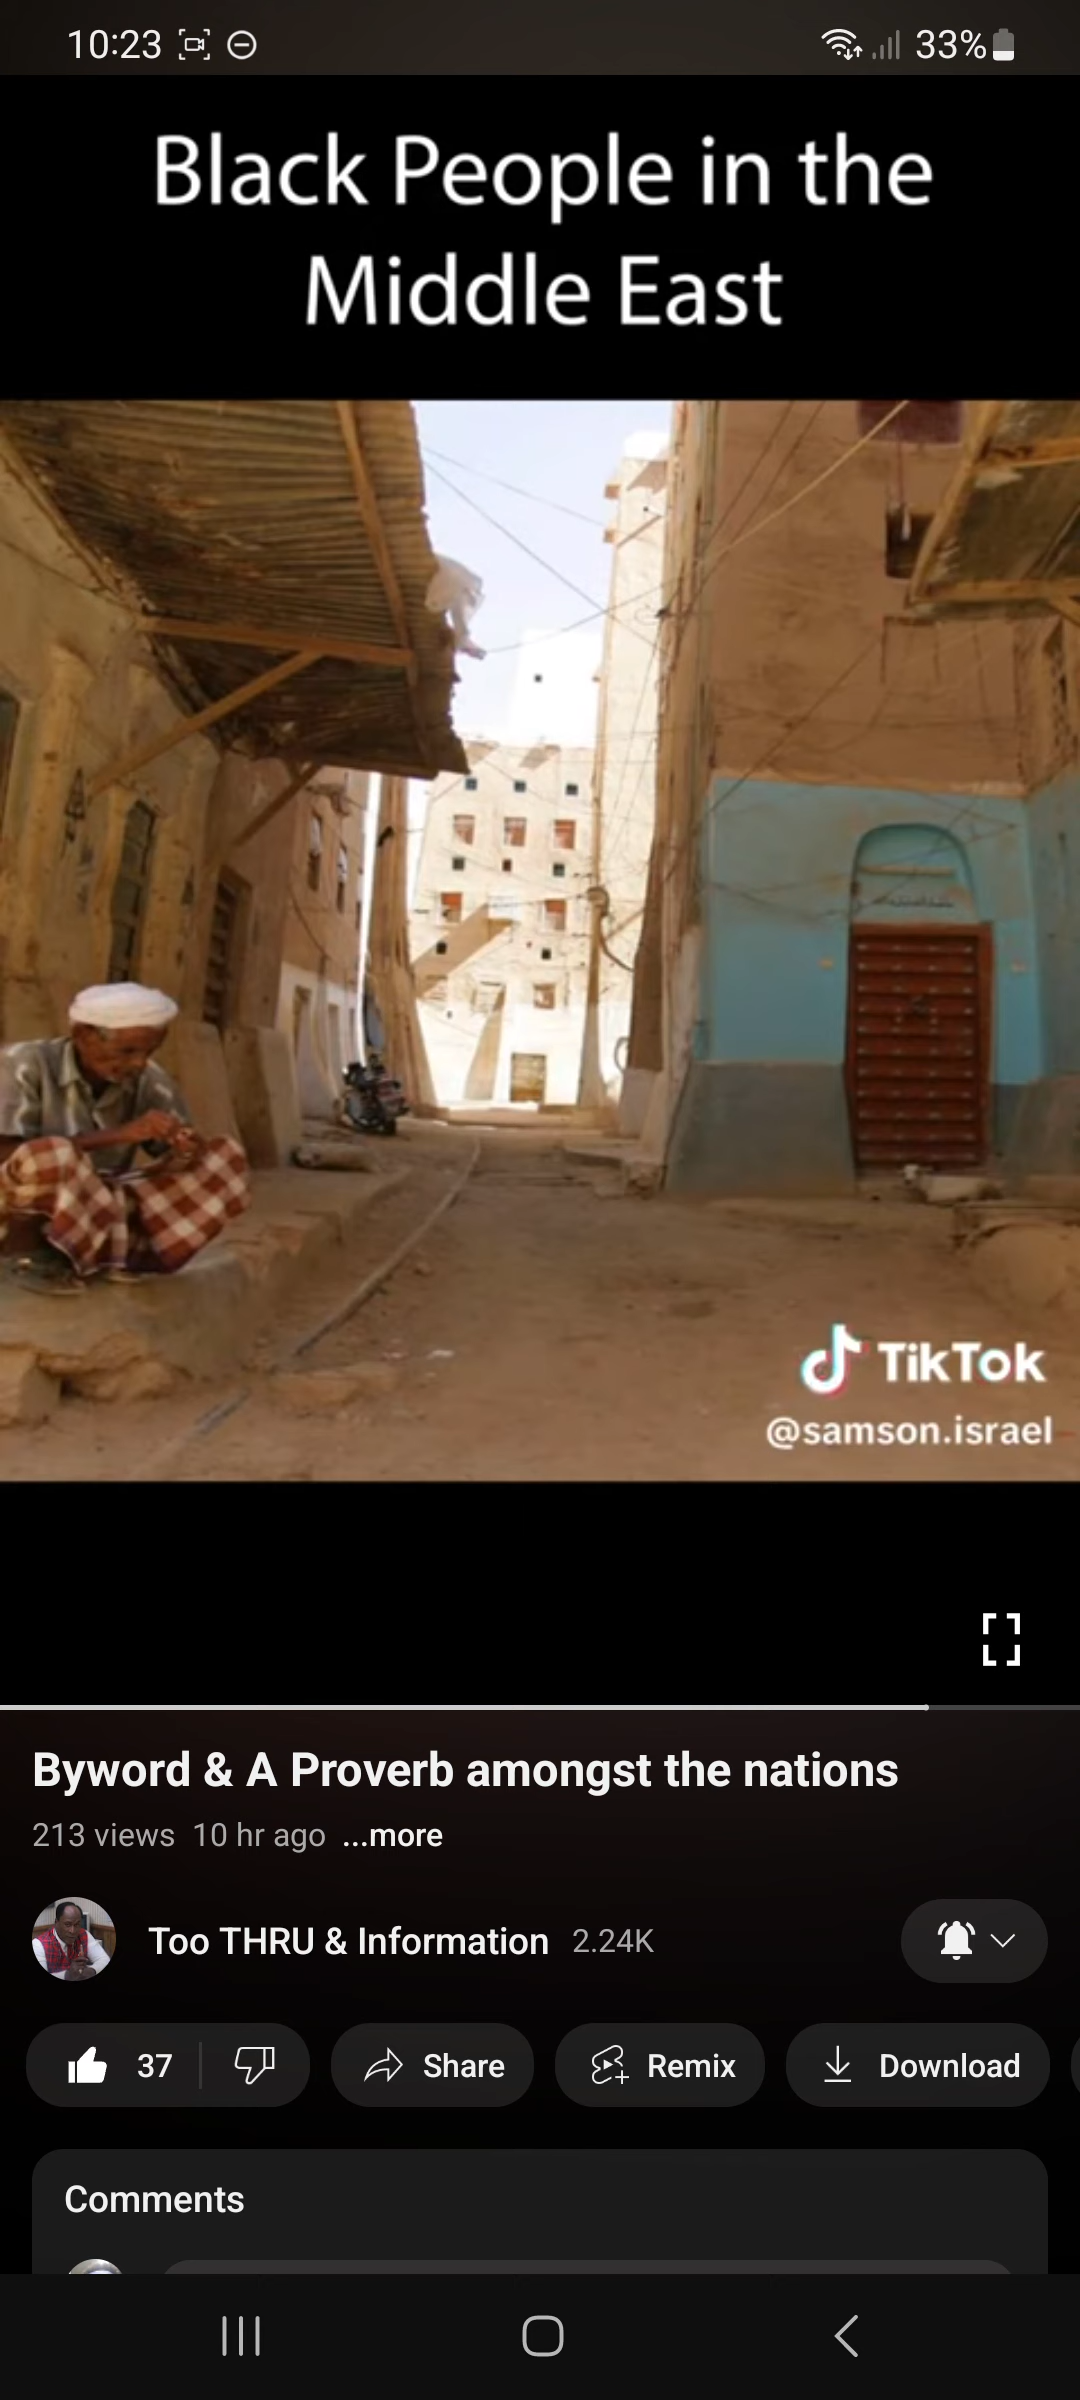 10:23 33%
Black People in the
Middle East
TikTok
@samson.israel
Byword & A Proverb amongst the nations
213 views 10 hr ago ...more
Too THRU & Information 2.24K
37 Share Remix Download
Comments